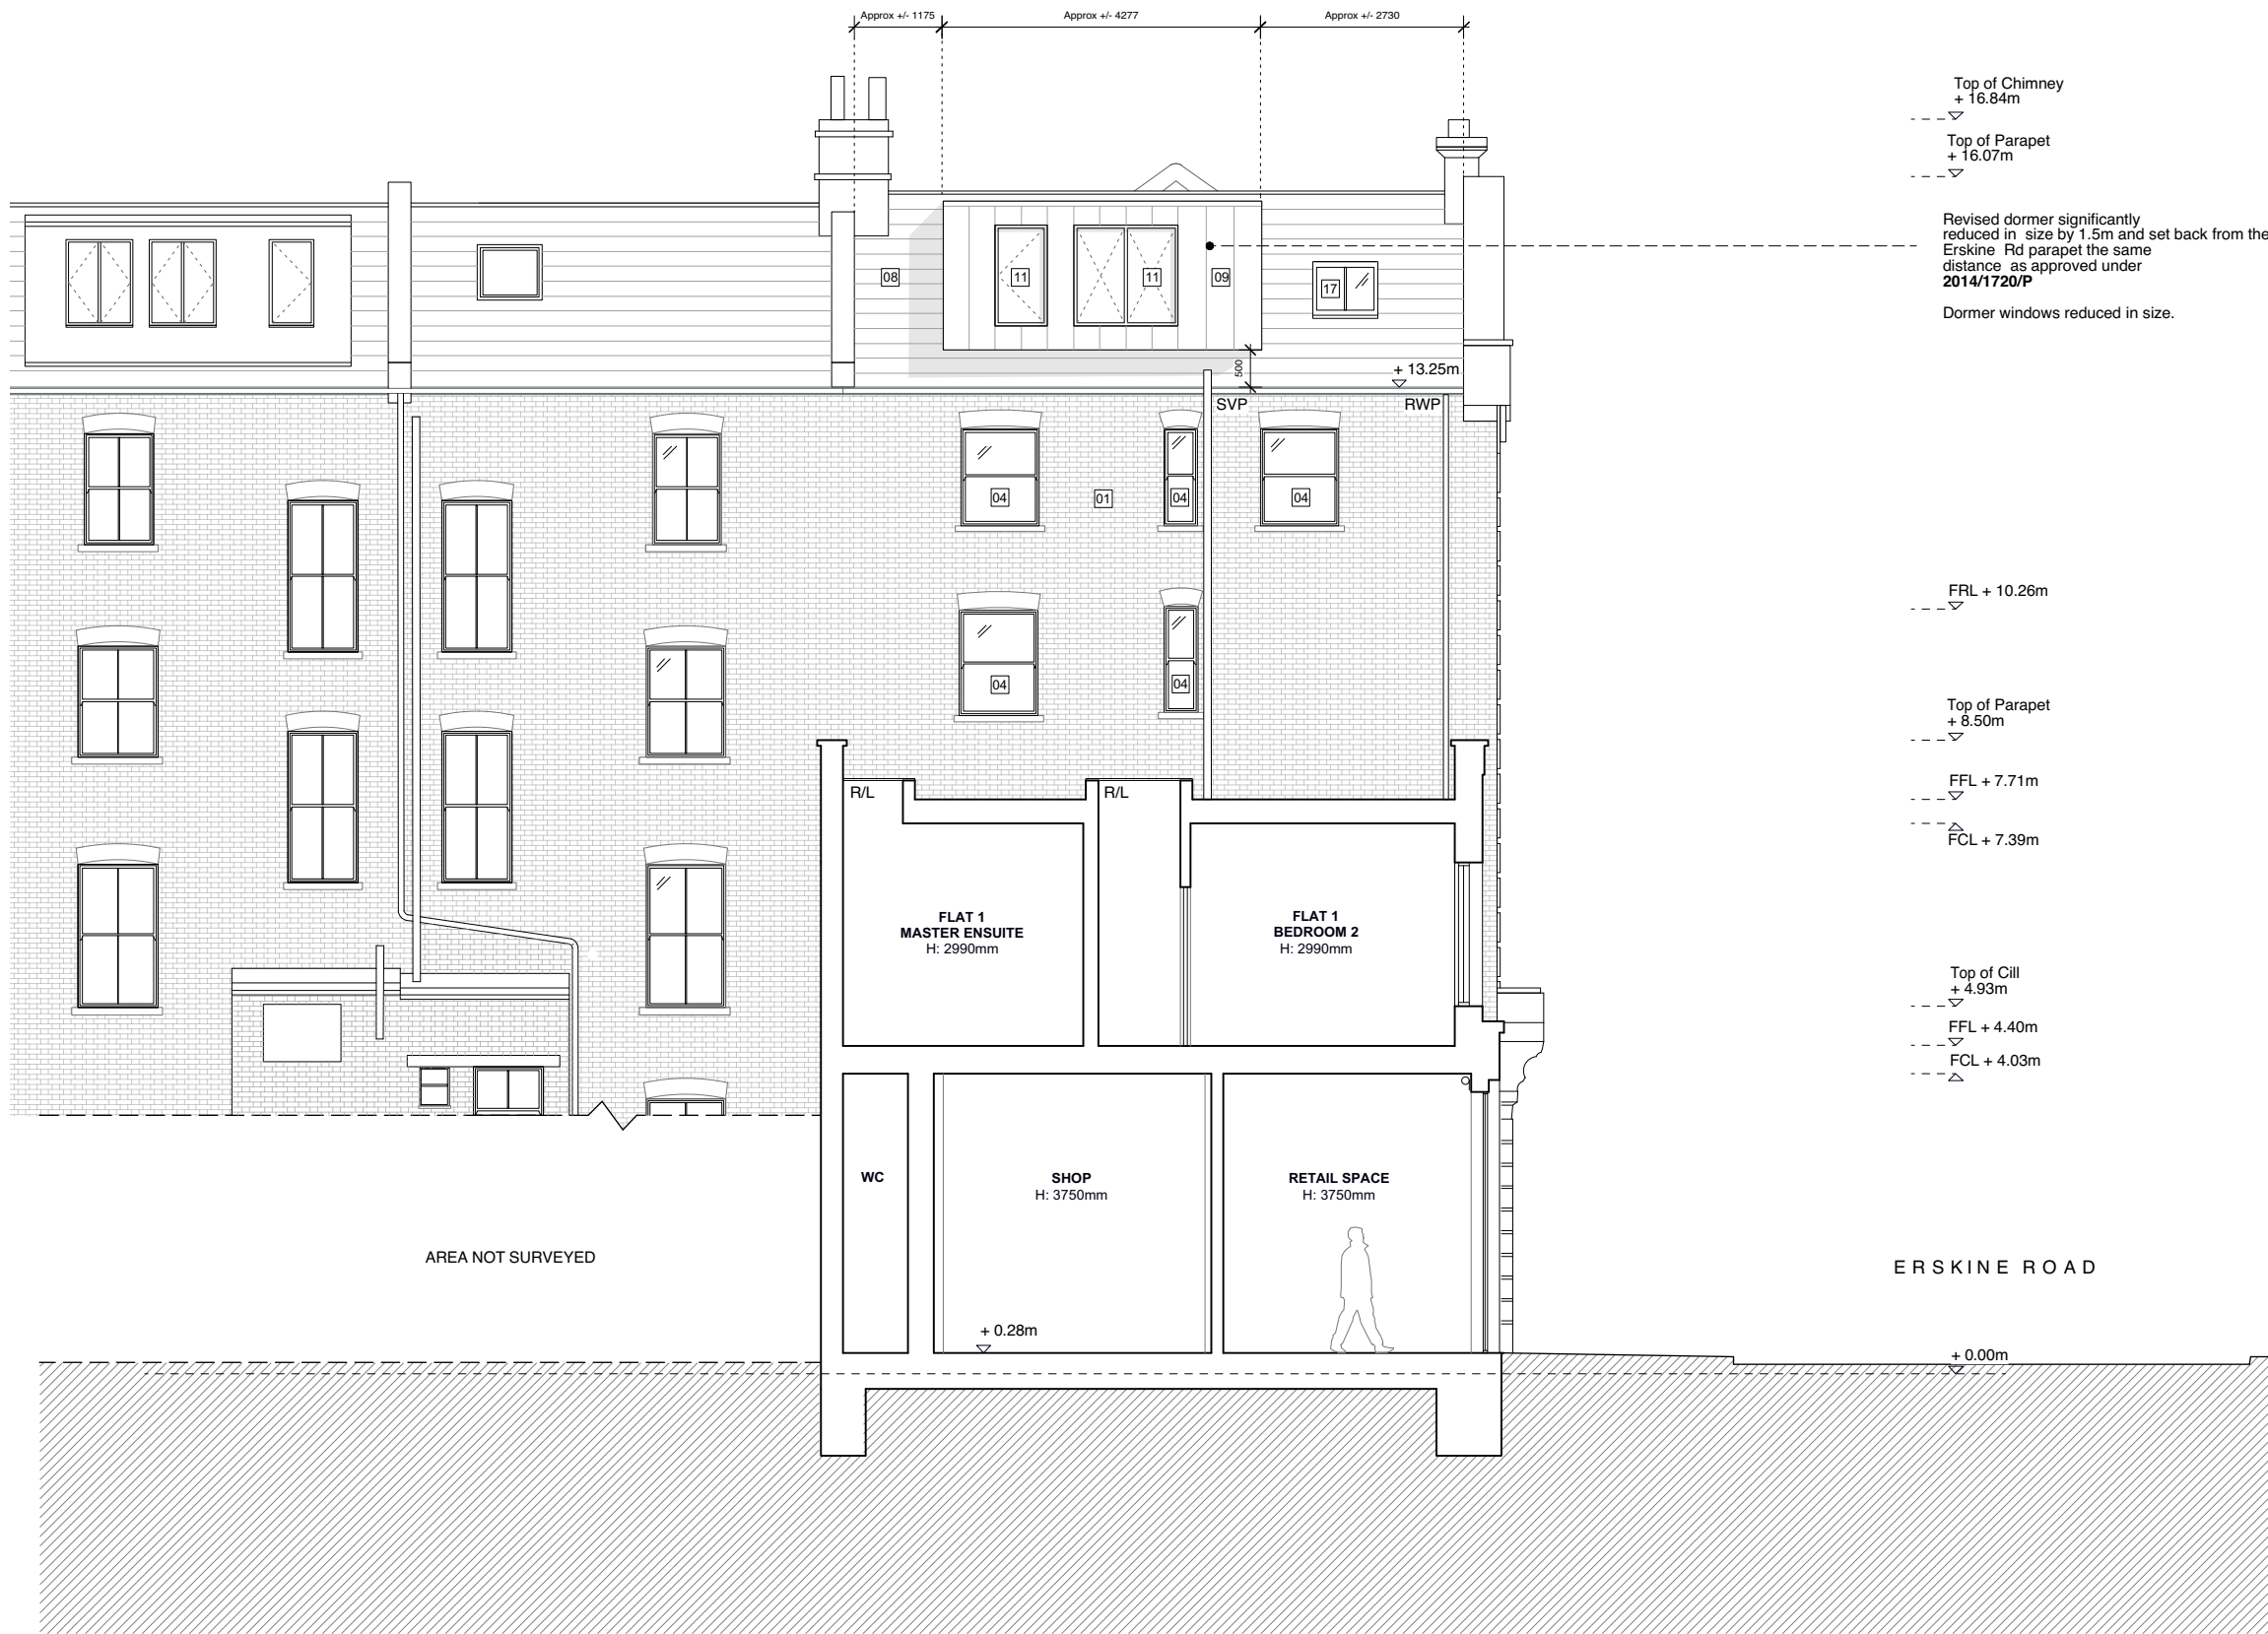 Approx +/- 1175
Approx +/- 4277
Approx +/- 2730
Top of Chimney
+ 16.84m
Top of Parapet
+ 16.07m
Revised dormer significantly
reduced in size by 1.5m and set back from the
Erskine Rd parapet the same
distance as approved under
2014/1720/P
Dormer windows reduced in size.
08
11
11
09
17
500
+ 13.25m
SVP
RWP
04
01
04
04
FRL + 10.26m
04
04
Top of Parapet
+ 8.50m
FFL + 7.71m
FCL + 7.39m
R/L
R/L
FLAT 1
MASTER ENSUITE
H: 2990mm
FLAT 1
BEDROOM 2
H: 2990mm
Top of Cill
+ 4.93m
FFL + 4.40m
FCL + 4.03m
WC
SHOP
H: 3750mm
RETAIL SPACE
H: 3750mm
AREA NOT SURVEYED
ERSKINE ROAD
+ 0.28m
+ 0.00m